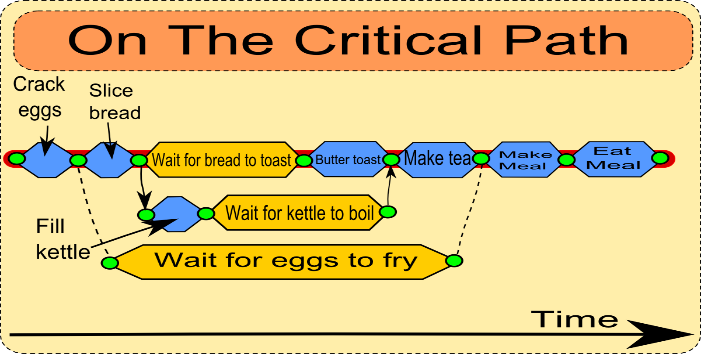 On The Critical Path
Crack
eggs
Slice
bread
Wait for bread to toast
Butter toast
Make tea
Make
Meal
Eat
Meal
Fill
kettle
Wait for kettle to boil
Wait for eggs to fry
Time